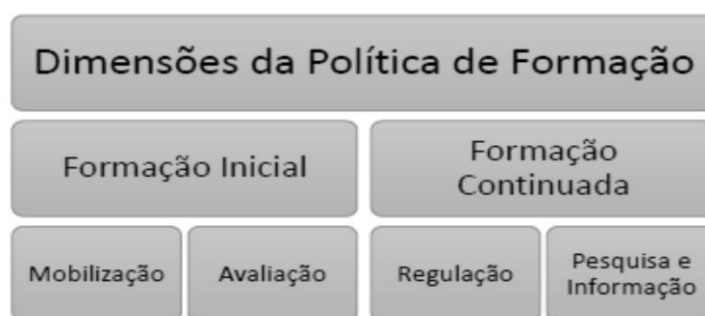 Dimensões da Política de Formação
Formação Inicial
Formação
Continuada
Mobilização
Avaliação
Regulação
Pesquisa e
Informação